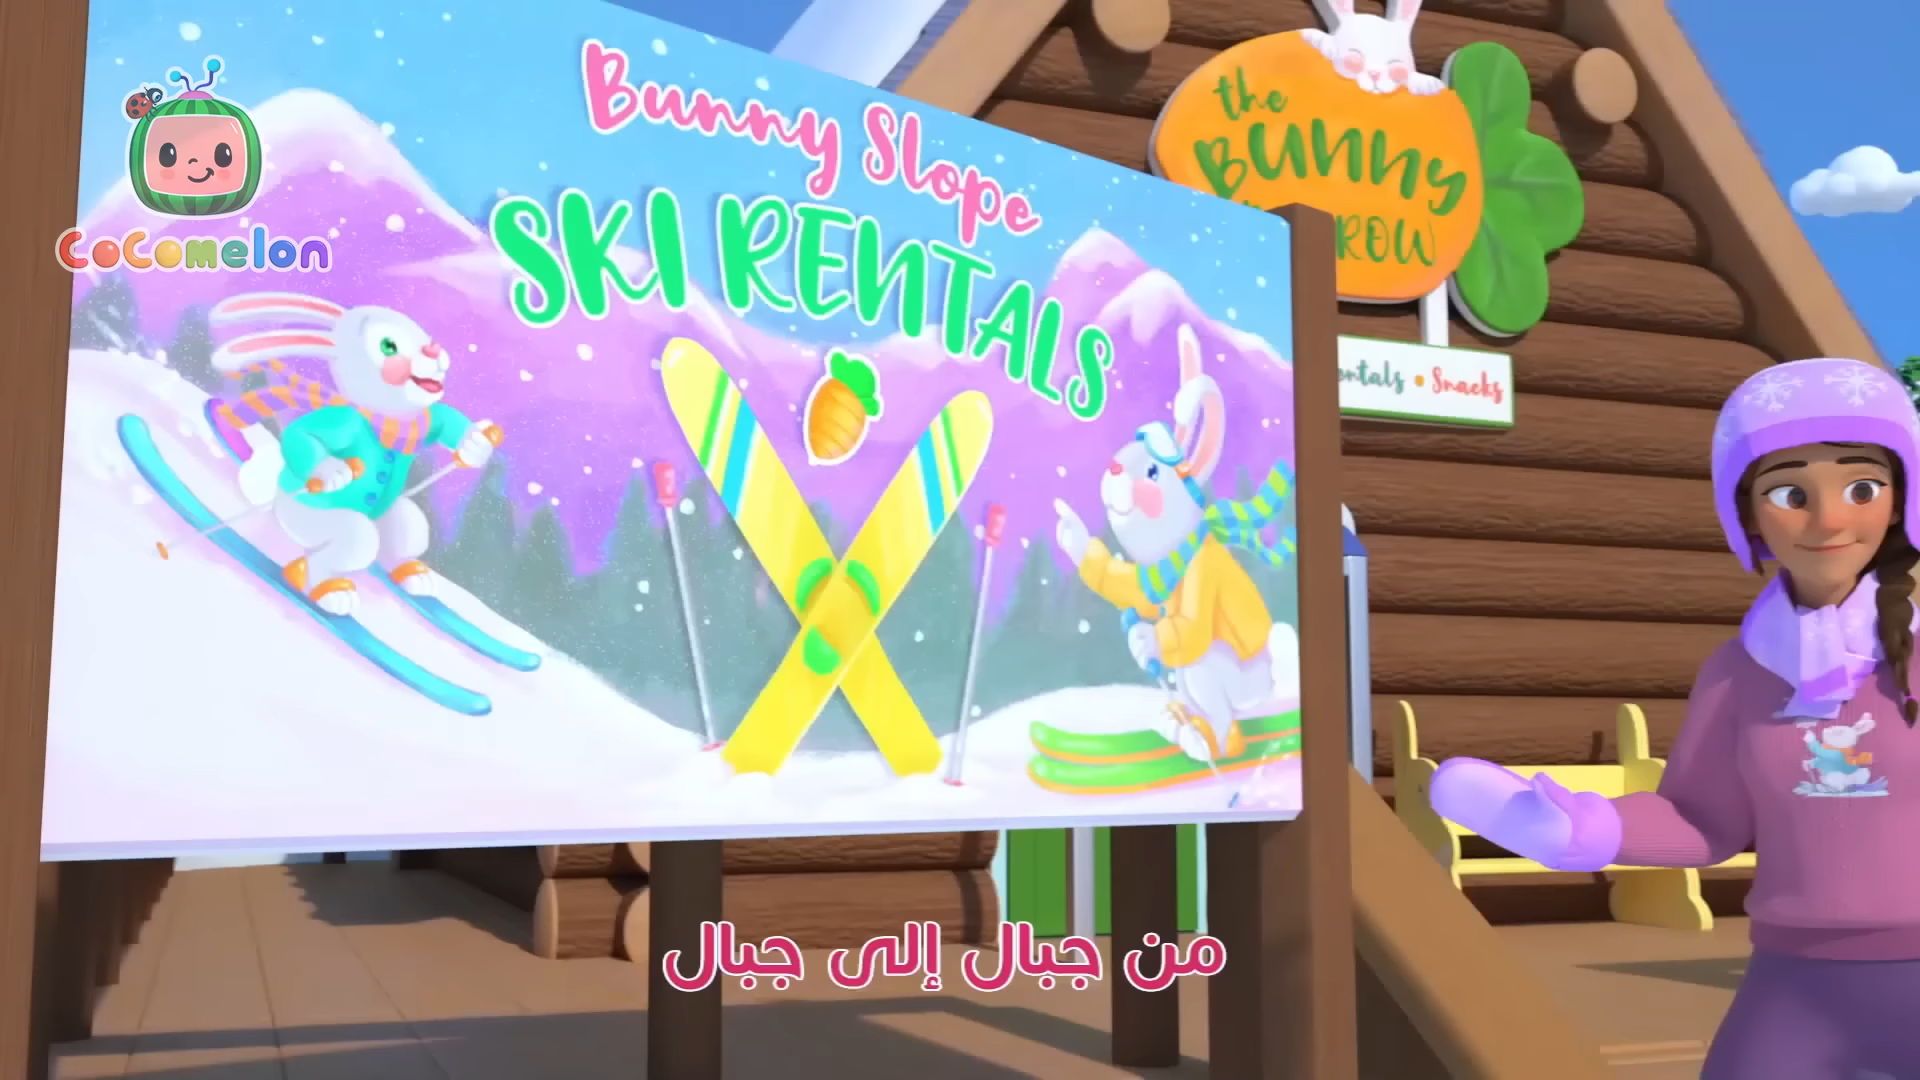 CoComelon
Bunny Slope
SKI RENTALS
the
BUNNY
Snacks
من جبال إلى جبال